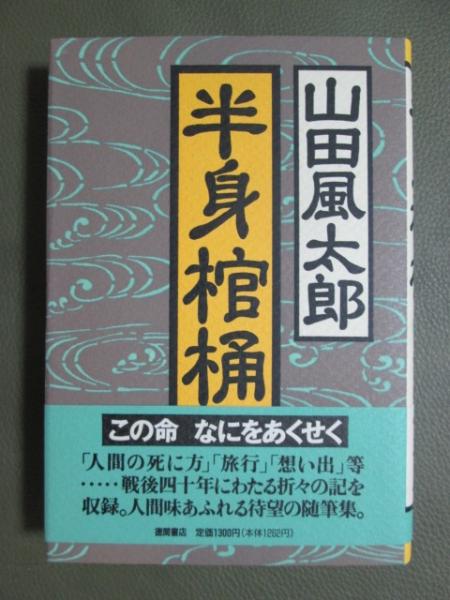 山田風太郎
半身棺桶
この命 なにをあくせく
「人間の死に方」「旅行」「想い出」等
‥‥‥戦後四十年にわたる折々の記を
収録。人間味あふれる待望の随筆集。
徳間書店 定価1300円(本体1262円)